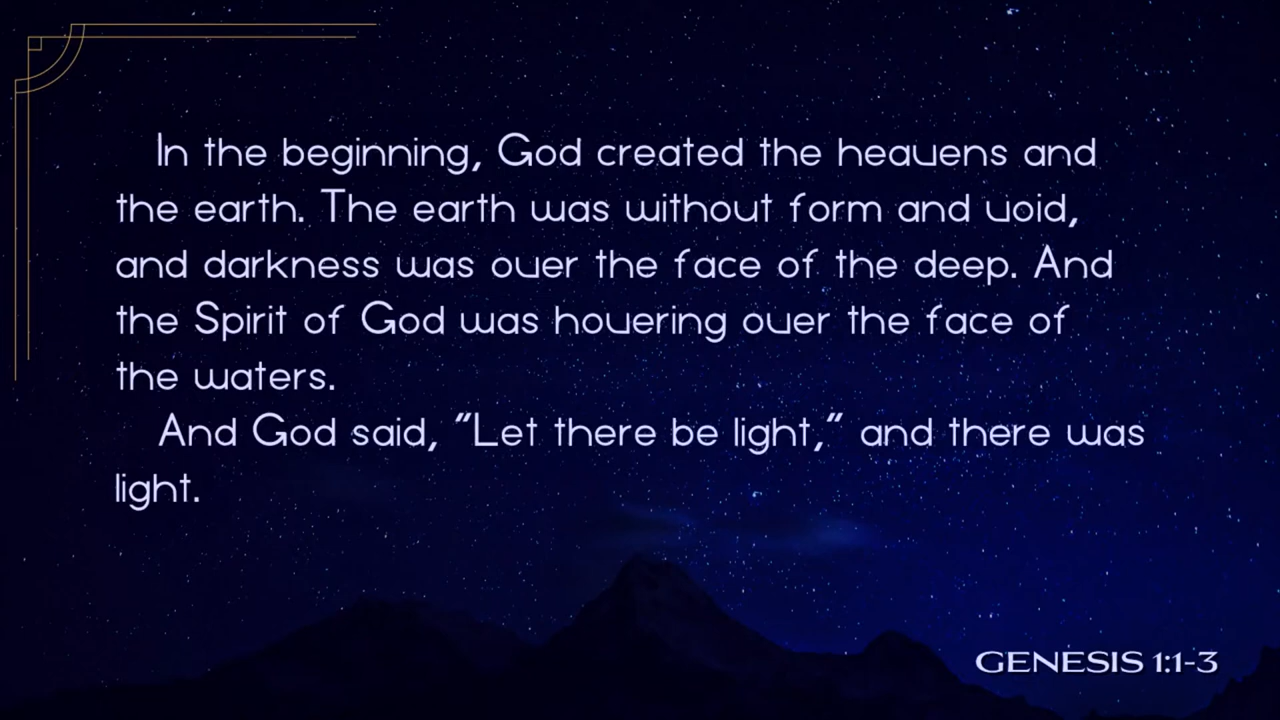 In the beginning, God created the heavens and
the earth. The earth was without form and void,
and darkness was over the face of the deep. And
the Spirit of God was hovering over the face of
the waters.
And God said, “Let there be light,” and there was
light.
GENESIS 1:1-3